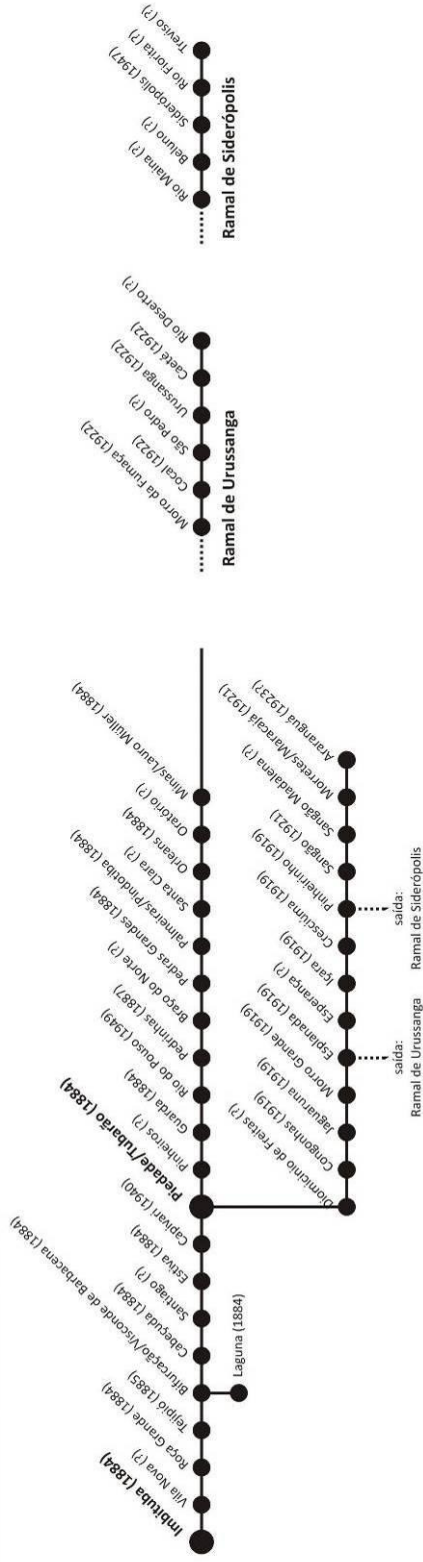 Imbituba (1884)
Vila Nova (?)
Roça Grande (1884)
Tejipió (1885)
Bifurcação/Visconde de Barbacena (1884)
Laguna (1884)
Cabeçuda (1884)
Santiago (?)
Estiva (1884)
Capivari (1940)
Piedade/Tubarão (1884)
Pinheiros (?)
Guarda (1884)
Rio do Pouso (1949)
Pedrinhas (1887)
Braço do Norte (?)
Pedras Grandes (1884)
Palmeiras/Pindotiba (1884)
Santa Clara (?)
Orleans (1884)
Oratório (?)
Minas/Lauro Müller (1884)
Diomicínio de Freitas (?)
Congonhas (1919)
Jaguaruna (1919)
Morro Grande (1919)
Esplanada (1919)
Esperança (?)
Içara (1919)
Cresciúma (1919)
Pinheirinho (1919)
Sangão (1921)
Sangão Madalena (?)
Morretes/Maracajá (1921)
Araranguá (1923?)
saída:
Ramal de Urussanga
saída:
Ramal de Siderópolis
Morro da Fumaça (1922)
Cocal (1922)
São Pedro (?)
Urussanga (1922)
Caeté (1922)
Rio Deserto (?)
Ramal de Urussanga
Rio Maina (?)
Beluno (?)
Siderópolis (1947)
Rio Fiorita (?)
Treviso (?)
Ramal de Siderópolis